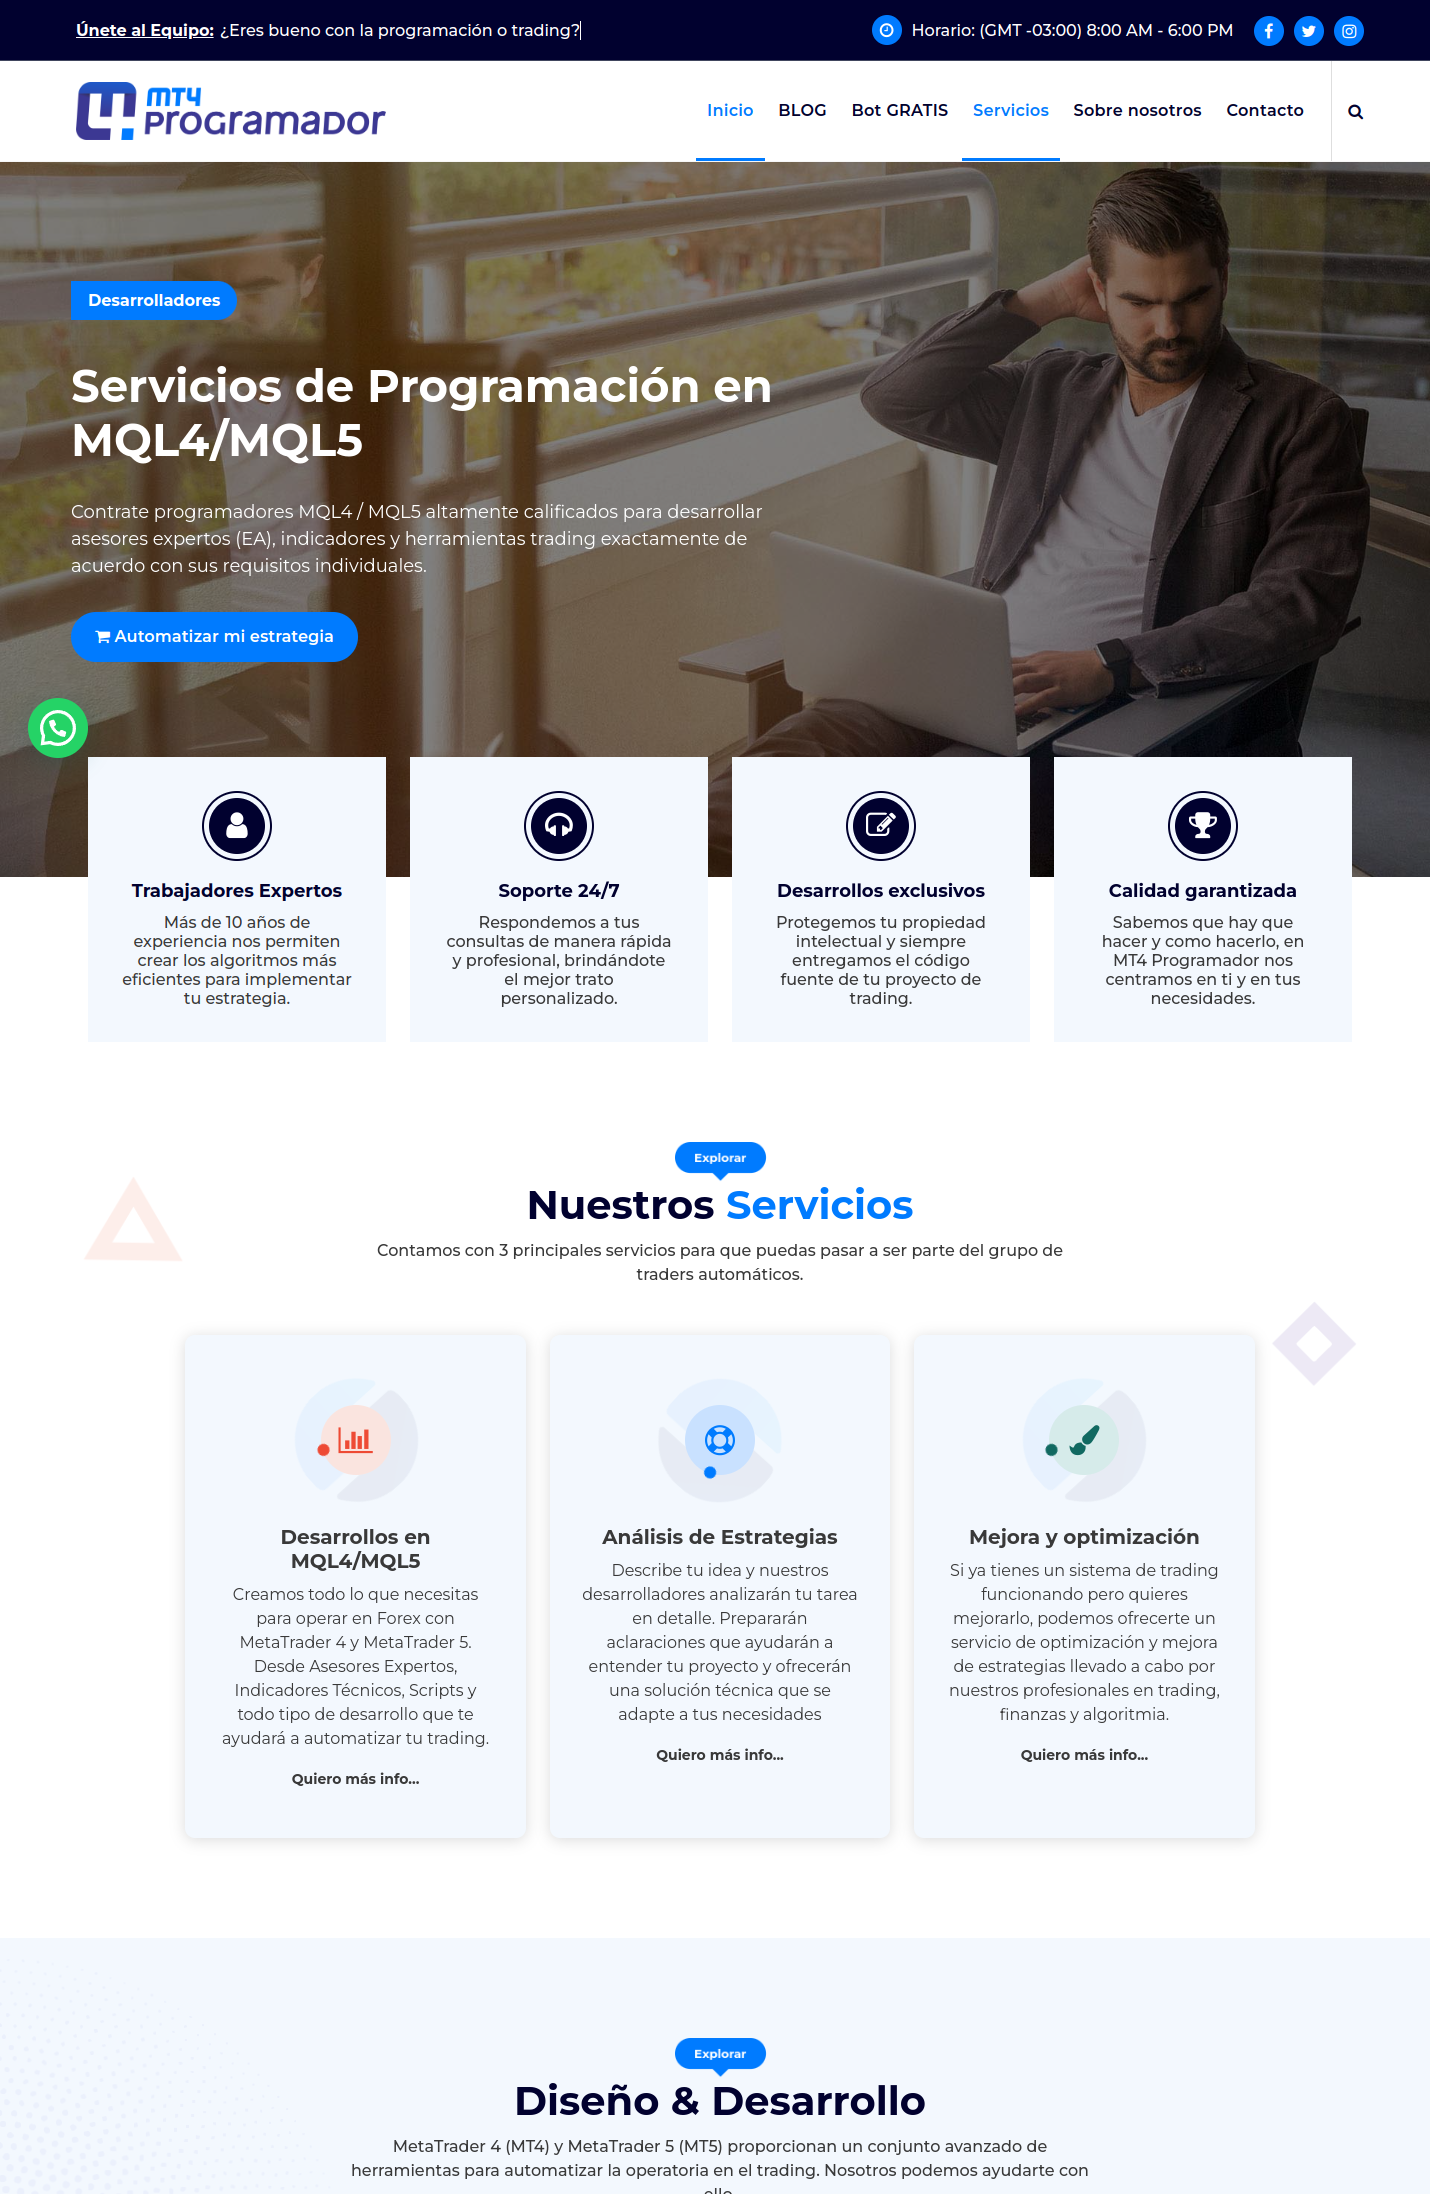 Únete al Equipo: ¿Eres bueno con la programación o trading?
Horario: (GMT -03:00) 8:00 AM - 6:00 PM
MT4
Programador
Inicio BLOG Bot GRATIS Servicios Sobre nosotros Contacto
Desarrolladores
Servicios de Programación en
MQL4/MQL5
Contrate programadores MQL4 / MQL5 altamente calificados para desarrollar
asesores expertos (EA), indicadores y herramientas trading exactamente de
acuerdo con sus requisitos individuales.
Automatizar mi estrategia
Trabajadores Expertos
Más de 10 años de
experiencia nos permiten
crear los algoritmos más
eficientes para implementar
tu estrategia.
Soporte 24/7
Respondemos a tus
consultas de manera rápida
y profesional, brindándote
el mejor trato
personalizado.
Desarrollos exclusivos
Protegemos tu propiedad
intelectual y siempre
entregamos el código
fuente de tu proyecto de
trading.
Calidad garantizada
Sabemos que hay que
hacer y como hacerlo, en
MT4 Programador nos
centramos en ti y en tus
necesidades.
Explorar
Nuestros Servicios
Contamos con 3 principales servicios para que puedas pasar a ser parte del grupo de
traders automáticos.
Desarrollos en
MQL4/MQL5
Creamos todo lo que necesitas
para operar en Forex con
MetaTrader 4 y MetaTrader 5.
Desde Asesores Expertos,
Indicadores Técnicos, Scripts y
todo tipo de desarrollo que te
ayudará a automatizar tu trading.
Quiero más info...
Análisis de Estrategias
Describe tu idea y nuestros
desarrolladores analizarán tu tarea
en detalle. Prepararán
aclaraciones que ayudarán a
entender tu proyecto y ofrecerán
una solución técnica que se
adapte a tus necesidades
Quiero más info...
Mejora y optimización
Si ya tienes un sistema de trading
funcionando pero quieres
mejorarlo, podemos ofrecerte un
servicio de optimización y mejora
de estrategias llevado a cabo por
nuestros profesionales en trading,
finanzas y algoritmia.
Quiero más info...
Explorar
Diseño & Desarrollo
MetaTrader 4 (MT4) y MetaTrader 5 (MT5) proporcionan un conjunto avanzado de
herramientas para automatizar la operatoria en el trading. Nosotros podemos ayudarte con
ello.